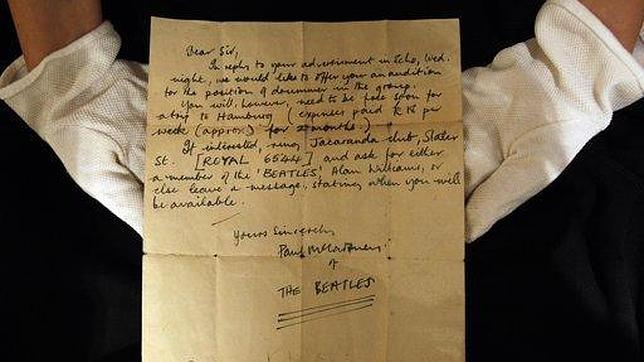 Dear Sir,
In reply to your advertisment in Echo, Wed.
night, we would like to offer you an audition
for the position of drummer in the group.
You will, however, need to be free soon for
a trip to Hamburg (expenses paid £18 per
week (approx.) for 2 months.)
If interested, ring Jacaranda club, Slater
St. [ROYAL 6544] and ask for either
a member of the 'BEATLES', Alan Williams, or
else leave a message, stating when you will
be available.
Yours Sincerely,
Paul McCartney
of
THE BEATLES